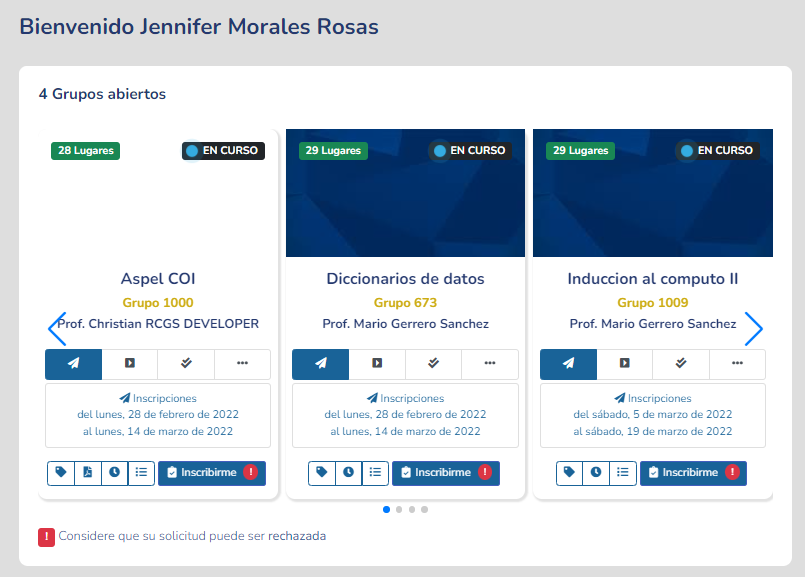 Bienvenido Jennifer Morales Rosas
4 Grupos abiertos
28 Lugares
EN CURSO
Aspel COI
Grupo 1000
Prof. Christian RCGS DEVELOPER
Inscripciones
del lunes, 28 de febrero de 2022
al lunes, 14 de marzo de 2022
Inscribirme !
29 Lugares
EN CURSO
Diccionarios de datos
Grupo 673
Prof. Mario Gerrero Sanchez
Inscripciones
del lunes, 28 de febrero de 2022
al lunes, 14 de marzo de 2022
Inscribirme !
29 Lugares
EN CURSO
Induccion al computo II
Grupo 1009
Prof. Mario Gerrero Sanchez
Inscripciones
del sábado, 5 de marzo de 2022
al sábado, 19 de marzo de 2022
Inscribirme !
! Considere que su solicitud puede ser rechazada